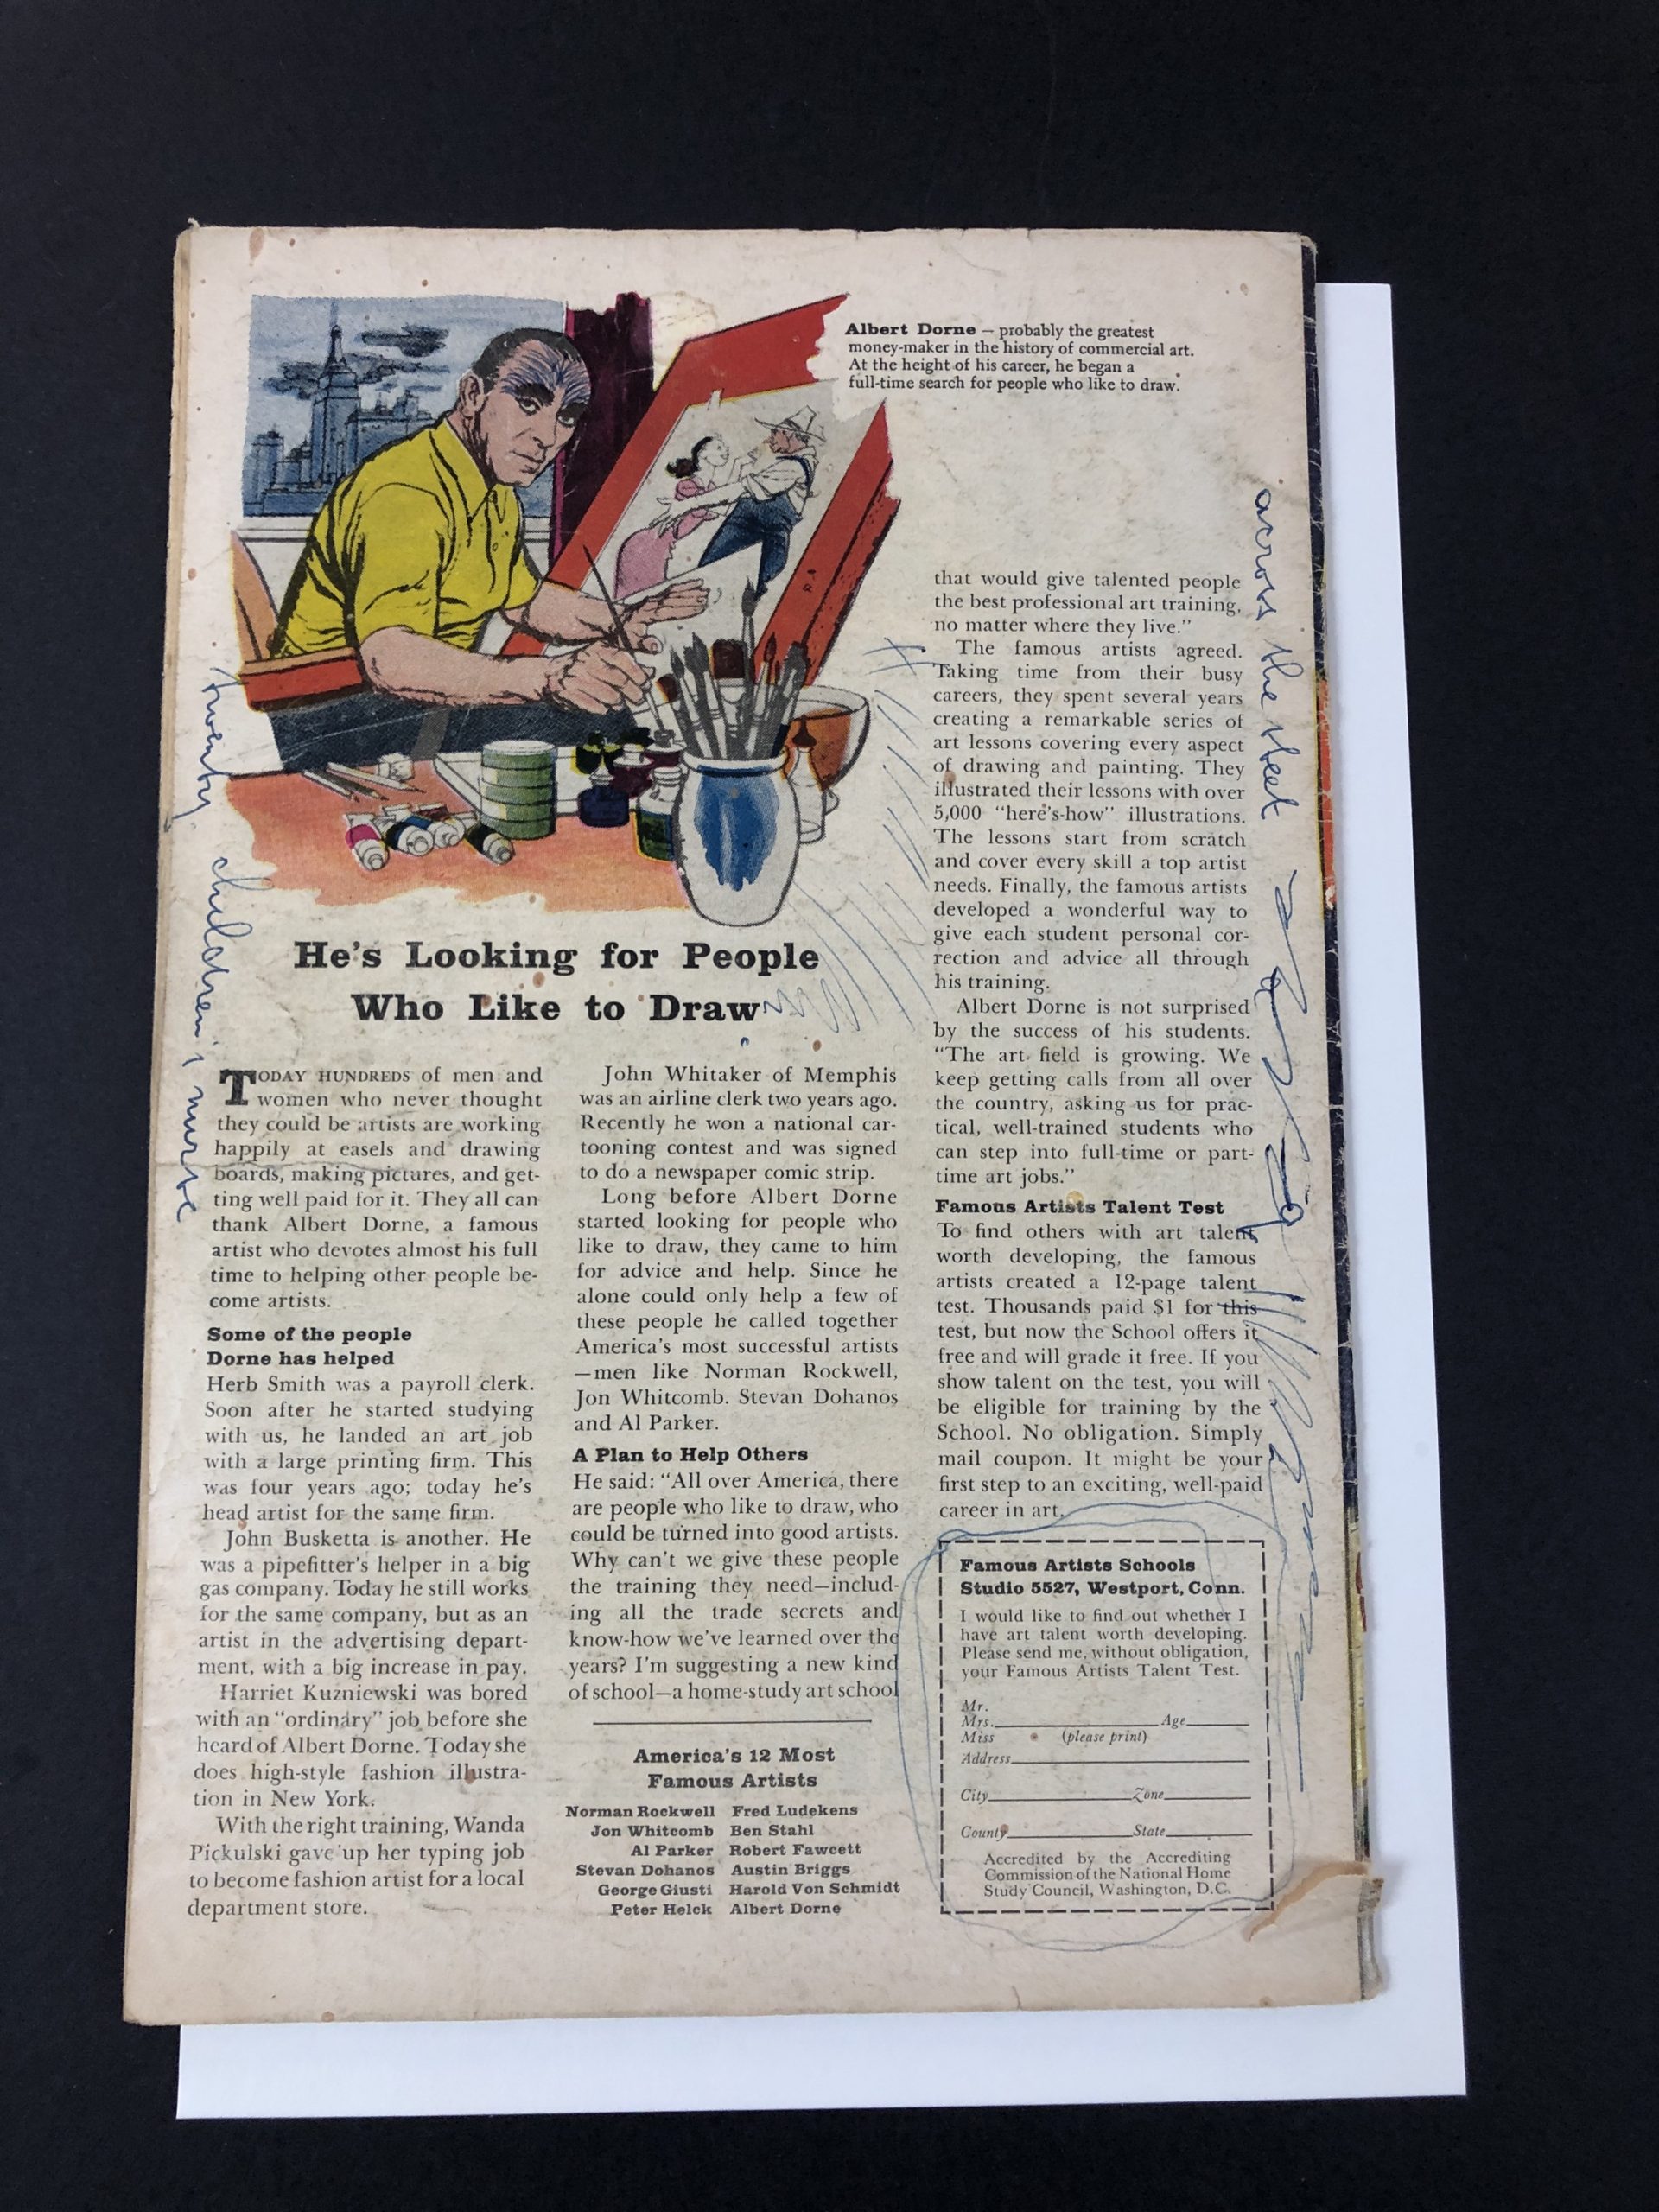 Albert Dorne – probably the greatest
money-maker in the history of commercial art.
At the height of his career, he began a
full-time search for people who like to draw.
He's Looking for People
Who Like to Draw
TODAY HUNDREDS of men and
women who never thought
they could be artists are working
happily at easels and drawing
boards, making pictures, and get-
ting well paid for it. They all can
thank Albert Dorne, a famous
artist who devotes almost his full
time to helping other people be-
come artists.
Some of the people
Dorne has helped
Herb Smith was a payroll clerk.
Soon after he started studying
with us, he landed an art job
with a large printing firm. This
was four years ago; today he's
head artist for the same firm.
John Busketta is another. He
was a pipefitter's helper in a big
gas company. Today he still works
for the same company, but as an
artist in the advertising depart-
ment, with a big increase in pay.
Harriet Kuzniewski was bored
with an "ordinary" job before she
heard of Albert Dorne. Today she
does high-style fashion illustra-
tion in New York.
With the right training, Wanda
Pickulski gave up her typing job
to become fashion artist for a local
department store.
John Whitaker of Memphis
was an airline clerk two years ago.
Recently he won a national car-
tooning contest and was signed
to do a newspaper comic strip.
Long before Albert Dorne
started looking for people who
like to draw, they came to him
for advice and help. Since he
alone could only help a few of
these people he called together
America's most successful artists
—men like Norman Rockwell,
Jon Whitcomb. Stevan Dohanos
and Al Parker.
A Plan to Help Others
He said: "All over America, there
are people who like to draw, who
could be turned into good artists.
Why can't we give these people
the training they need—includ-
ing all the trade secrets and
know-how we've learned over the
years? I'm suggesting a new kind
of school—a home-study art school
America's 12 Most
Famous Artists
Norman Rockwell Fred Ludekens
Jon Whitcomb Ben Stahl
Al Parker Robert Fawcett
Stevan Dohanos Austin Briggs
George Giusti Harold Von Schmidt
Peter Helck Albert Dorne
that would give talented people
the best professional art training,
no matter where they live."
The famous artists agreed.
Taking time from their busy
careers, they spent several years
creating a remarkable series of
art lessons covering every aspect
of drawing and painting. They
illustrated their lessons with over
5,000 "here's-how" illustrations.
The lessons start from scratch
and cover every skill a top artist
needs. Finally, the famous artists
developed a wonderful way to
give each student personal cor-
rection and advice all through
his training.
Albert Dorne is not surprised
by the success of his students.
"The art field is growing. We
keep getting calls from all over
the country, asking us for prac-
tical, well-trained students who
can step into full-time or part-
time art jobs."
Famous Artists Talent Test
To find others with art talent
worth developing, the famous
artists created a 12-page talent
test. Thousands paid $1 for this
test, but now the School offers it
free and will grade it free. If you
show talent on the test, you will
be eligible for training by the
School. No obligation. Simply
mail coupon. It might be your
first step to an exciting, well-paid
career in art.
Famous Artists Schools
Studio 5527, Westport, Conn.
I would like to find out whether I
have art talent worth developing.
Please send me, without obligation,
your Famous Artists Talent Test.
Mr.
Mrs. Age
Miss (please print)
Address
City Zone
County State
Accredited by the Accrediting
Commission of the National Home
Study Council, Washington, D.C.
twenty children's nurse
across the